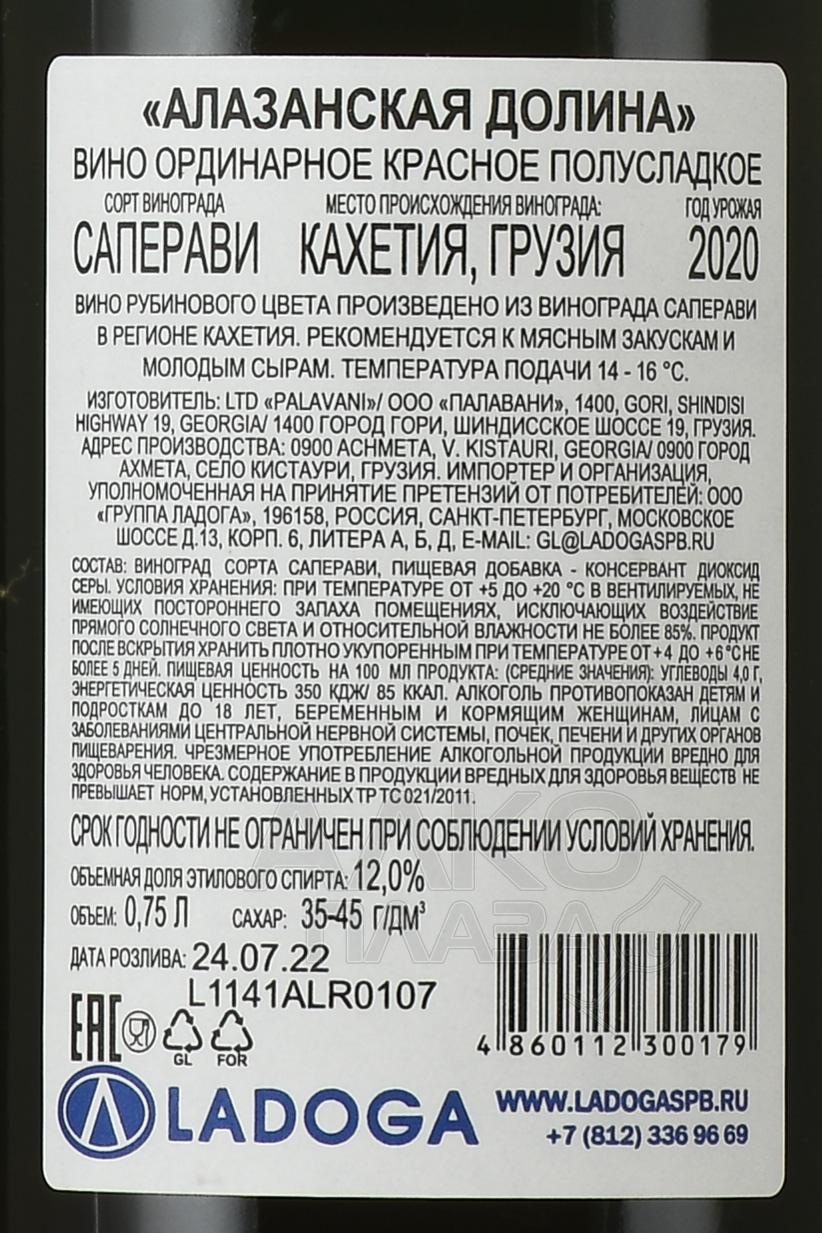 «АЛАЗАНСКАЯ ДОЛИНА»
ВИНО ОРДИНАРНОЕ КРАСНОЕ ПОЛУСЛАДКОЕ
СОРТ ВИНОГРАДА МЕСТО ПРОИСХОЖДЕНИЯ ВИНОГРАДА: ГОД УРОЖАЯ
САПЕРАВИ КАХЕТИЯ, ГРУЗИЯ 2020
ВИНО РУБИНОВОГО ЦВЕТА ПРОИЗВЕДЕНО ИЗ ВИНОГРАДА САПЕРАВИ
В РЕГИОНЕ КАХЕТИЯ. РЕКОМЕНДУЕТСЯ К МЯСНЫМ ЗАКУСКАМ И
МОЛОДЫМ СЫРАМ. ТЕМПЕРАТУРА ПОДАЧИ 14 - 16 °С.
ИЗГОТОВИТЕЛЬ: LTD «PALAVANI»/ ООО «ПАЛАВАНИ», 1400, GORI, SHINDISI
HIGHWAY 19, GEORGIA/ 1400 ГОРОД ГОРИ, ШИНДИССКОЕ ШОССЕ 19, ГРУЗИЯ.
АДРЕС ПРОИЗВОДСТВА: 0900 ACHMETA, V. KISTAURI, GEORGIA/ 0900 ГОРОД
АХМЕТА, СЕЛО КИСТАУРИ, ГРУЗИЯ. ИМПОРТЕР И ОРГАНИЗАЦИЯ,
УПОЛНОМОЧЕННАЯ НА ПРИНЯТИЕ ПРЕТЕНЗИЙ ОТ ПОТРЕБИТЕЛЕЙ: ООО
«ГРУППА ЛАДОГА», 196158, РОССИЯ, САНКТ-ПЕТЕРБУРГ, МОСКОВСКОЕ
ШОССЕ Д.13, КОРП. 6, ЛИТЕРА А, Б, Д, E-MAIL: GL@LADOGASPB.RU
СОСТАВ: ВИНОГРАД СОРТА САПЕРАВИ, ПИЩЕВАЯ ДОБАВКА - КОНСЕРВАНТ ДИОКСИД
СЕРЫ. УСЛОВИЯ ХРАНЕНИЯ: ПРИ ТЕМПЕРАТУРЕ ОТ +5 ДО +20 °С В ВЕНТИЛИРУЕМЫХ, НЕ
ИМЕЮЩИХ ПОСТОРОННЕГО ЗАПАХА ПОМЕЩЕНИЯХ, ИСКЛЮЧАЮЩИХ ВОЗДЕЙСТВИЕ
ПРЯМОГО СОЛНЕЧНОГО СВЕТА И ОТНОСИТЕЛЬНОЙ ВЛАЖНОСТИ НЕ БОЛЕЕ 85%. ПРОДУКТ
ПОСЛЕ ВСКРЫТИЯ ХРАНИТЬ ПЛОТНО УКУПОРЕННЫМ ПРИ ТЕМПЕРАТУРЕ ОТ +4 ДО +6 °С НЕ
БОЛЕЕ 5 ДНЕЙ. ПИЩЕВАЯ ЦЕННОСТЬ НА 100 МЛ ПРОДУКТА: (СРЕДНИЕ ЗНАЧЕНИЯ): УГЛЕВОДЫ 4,0 Г,
ЭНЕРГЕТИЧЕСКАЯ ЦЕННОСТЬ 350 КДЖ/ 85 ККАЛ. АЛКОГОЛЬ ПРОТИВОПОКАЗАН ДЕТЯМ И
ПОДРОСТКАМ ДО 18 ЛЕТ, БЕРЕМЕННЫМ И КОРМЯЩИМ ЖЕНЩИНАМ, ЛИЦАМ С
ЗАБОЛЕВАНИЯМИ ЦЕНТРАЛЬНОЙ НЕРВНОЙ СИСТЕМЫ, ПОЧЕК, ПЕЧЕНИ И ДРУГИХ ОРГАНОВ
ПИЩЕВАРЕНИЯ. ЧРЕЗМЕРНОЕ УПОТРЕБЛЕНИЕ АЛКОГОЛЬНОЙ ПРОДУКЦИИ ВРЕДНО ДЛЯ
ЗДОРОВЬЯ ЧЕЛОВЕКА. СОДЕРЖАНИЕ В ПРОДУКЦИИ ВРЕДНЫХ ДЛЯ ЗДОРОВЬЯ ВЕЩЕСТВ НЕ
ПРЕВЫШАЕТ НОРМ, УСТАНОВЛЕННЫХ ТР ТС 021/2011.
СРОК ГОДНОСТИ НЕ ОГРАНИЧЕН ПРИ СОБЛЮДЕНИИ УСЛОВИЙ ХРАНЕНИЯ.
ОБЪЕМНАЯ ДОЛЯ ЭТИЛОВОГО СПИРТА: 12,0%
ОБЪЕМ: 0,75 Л САХАР: 35-45 Г/ДМ³
АЛКО ПЛАЗА
ДАТА РОЗЛИВА: 24.07.22
L1141ALR0107
EAC GL FOR
4 860112 300179
LADOGA
WWW.LADOGASPB.RU
+7 (812) 336 96 69